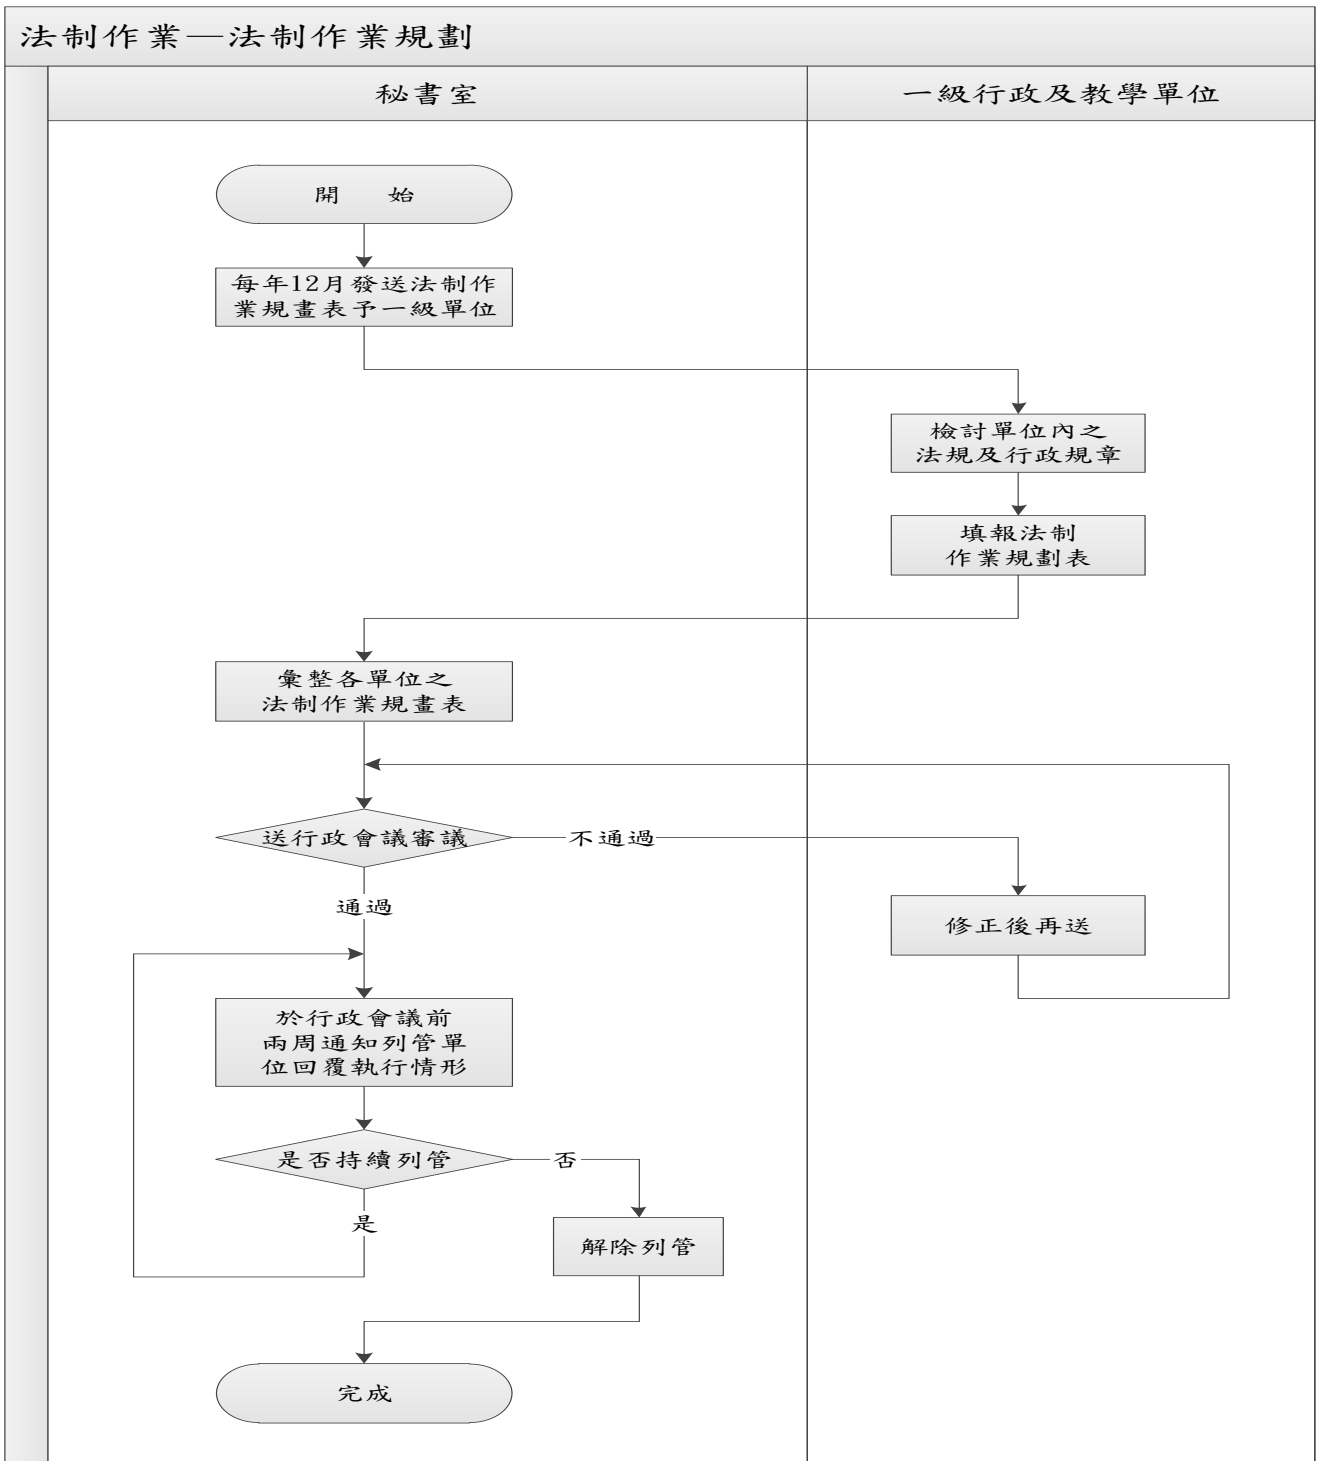 法制作業—法制作業規劃
秘書室
一級行政及教學單位
開 始
每年12月發送法制作
業規畫表予一級單位
檢討單位內之
法規及行政規章
填報法制
作業規劃表
彙整各單位之
法制作業規畫表
送行政會議審議
不通過
通過
修正後再送
於行政會議前
兩周通知列管單
位回覆執行情形
是否持續列管
否
是
解除列管
完成